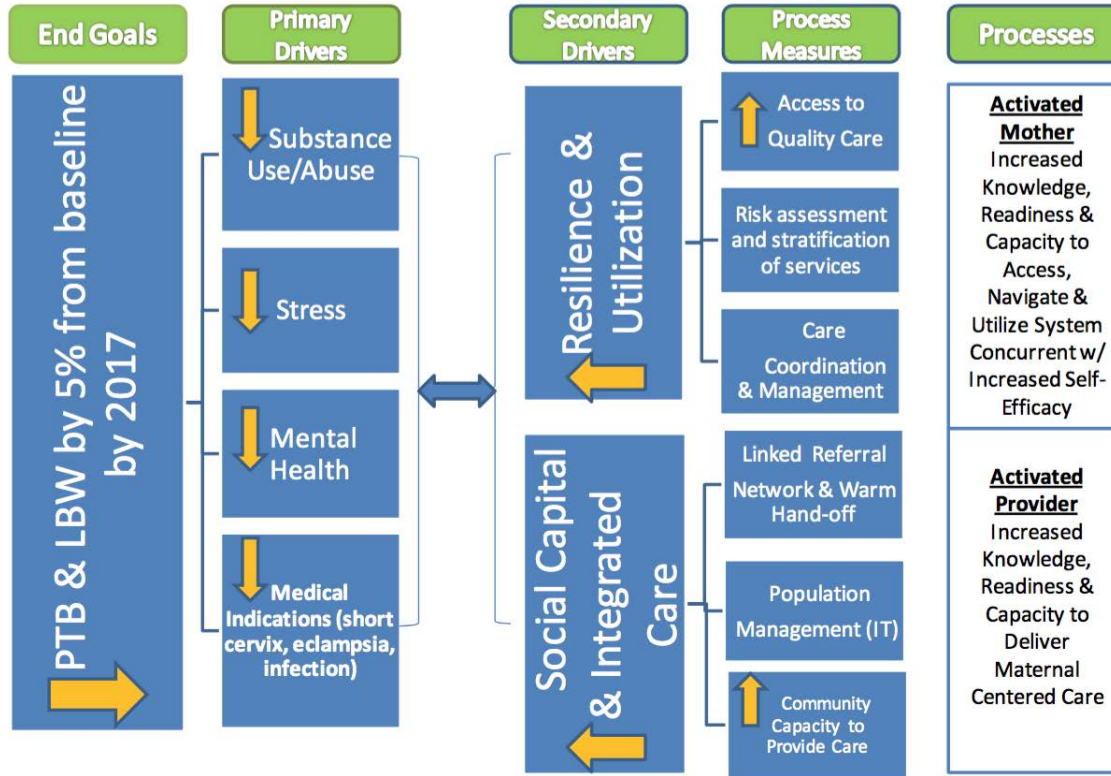 End Goals
Primary
Drivers
Secondary
Drivers
Process
Measures
Processes
PTB & LBW by 5% from baseline
by 2017
Substance
Use/Abuse
Stress
Mental
Health
Medical
Indications (short
cervix, eclampsia,
infection)
Resilience &
Utilization
Social Capital
& Integrated
Care
Access to
Quality Care
Risk assessment
and stratification
of services
Care
Coordination
& Management
Linked Referral
Network & Warm
Hand-off
Population
Management (IT)
Community
Capacity to
Provide Care
Activated
Mother
Increased
Knowledge,
Readiness &
Capacity to
Access,
Navigate &
Utilize System
Concurrent w/
Increased Self-
Efficacy
Activated
Provider
Increased
Knowledge,
Readiness &
Capacity to
Deliver
Maternal
Centered Care